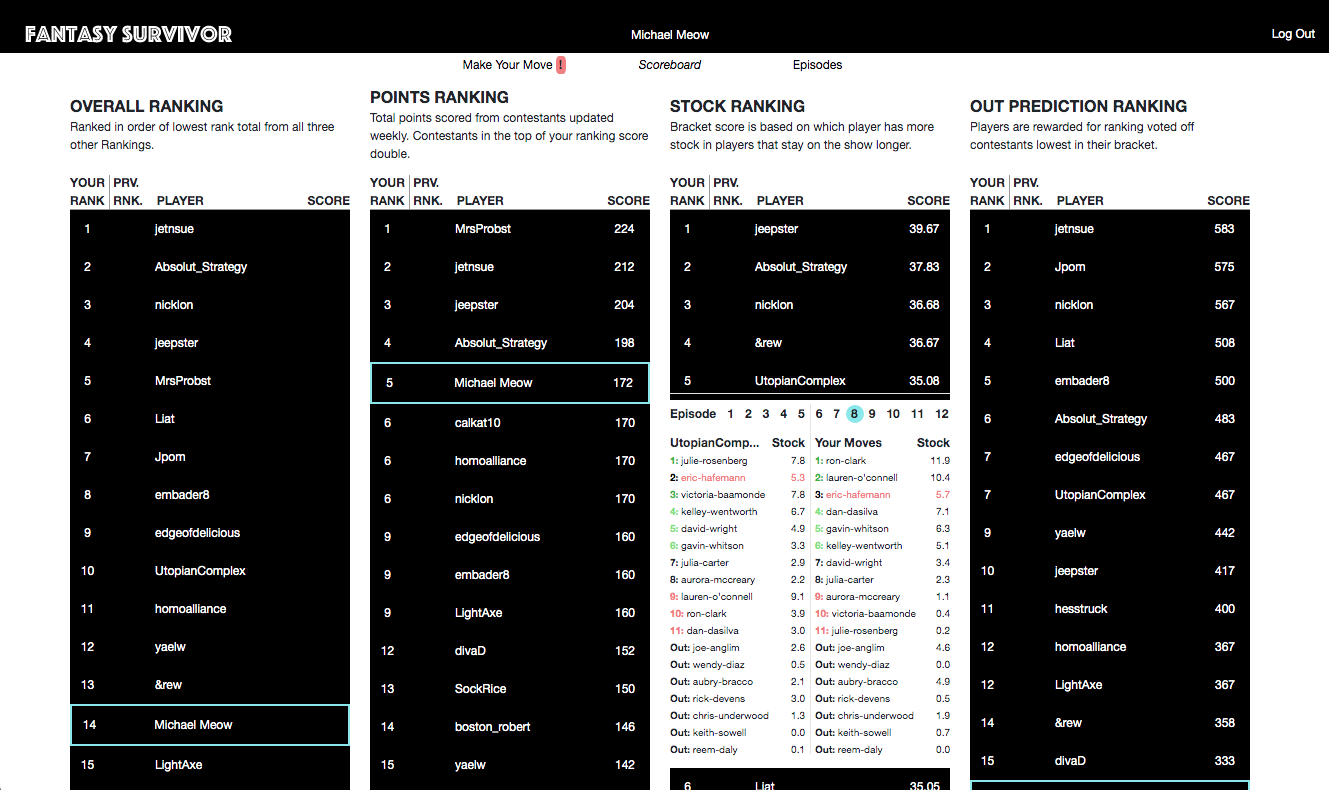 FANTASY SURVIVOR
Michael Meow
Log Out
Make Your Move !
Scoreboard
Episodes
OVERALL RANKING
Ranked in order of lowest rank total from all three
other Rankings.
YOUR PRV.
RANK RNK. PLAYER SCORE
1 jetnsue
2 Absolut_Strategy
3 nicklon
4 jeepster
5 MrsProbst
6 Liat
7 Jpom
8 embader8
9 edgeofdelicious
10 UtopianComplex
11 homoalliance
12 yaelw
13 &rew
14 Michael Meow
15 LightAxe
POINTS RANKING
Total points scored from contestants updated
weekly. Contestants in the top of your ranking score
double.
YOUR PRV.
RANK RNK. PLAYER SCORE
1 MrsProbst 224
2 jetnsue 212
3 jeepster 204
4 Absolut_Strategy 198
5 Michael Meow 172
6 calkat10 170
6 homoalliance 170
6 nicklon 170
9 edgeofdelicious 160
9 embader8 160
9 LightAxe 160
12 divaD 152
13 SockRice 150
14 boston_robert 146
15 yaelw 142
STOCK RANKING
Bracket score is based on which player has more
stock in players that stay on the show longer.
YOUR PRV.
RANK RNK. PLAYER SCORE
1 jeepster 39.67
2 Absolut_Strategy 37.83
3 nicklon 36.68
4 &rew 36.67
5 UtopianComplex 35.08
Episode 1 2 3 4 5 6 7 8 9 10 11 12
UtopianComp... Stock Your Moves Stock
1: julie-rosenberg 7.8 1: ron-clark 11.9
2: eric-hafemann 5.3 2: lauren-o'connell 10.4
3: victoria-baamonde 7.8 3: eric-hafemann 5.7
4: kelley-wentworth 6.7 4: dan-dasilva 7.1
5: david-wright 4.9 5: gavin-whitson 6.3
6: gavin-whitson 3.3 6: kelley-wentworth 5.1
7: julia-carter 2.9 7: david-wright 3.4
8: aurora-mccreary 2.2 8: julia-carter 2.3
9: lauren-o'connell 9.1 9: aurora-mccreary 1.1
10: ron-clark 3.9 10: victoria-baamonde 0.4
11: dan-dasilva 3.0 11: julie-rosenberg 0.2
Out: joe-anglim 2.6 Out: joe-anglim 4.6
Out: wendy-diaz 0.5 Out: wendy-diaz 0.0
Out: aubry-bracco 2.1 Out: aubry-bracco 4.9
Out: rick-devens 3.0 Out: rick-devens 0.5
Out: chris-underwood 1.3 Out: chris-underwood 1.9
Out: keith-sowell 0.0 Out: keith-sowell 0.7
Out: reem-daly 0.1 Out: reem-daly 0.0
6 Liat 35.05
OUT PREDICTION RANKING
Players are rewarded for ranking voted off
contestants lowest in their bracket.
YOUR PRV.
RANK RNK. PLAYER SCORE
1 jetnsue 583
2 Jpom 575
3 nicklon 567
4 Liat 508
5 embader8 500
6 Absolut_Strategy 483
7 edgeofdelicious 467
7 UtopianComplex 467
9 yaelw 442
10 jeepster 417
11 hesstruck 400
12 homoalliance 367
12 LightAxe 367
14 &rew 358
15 divaD 333